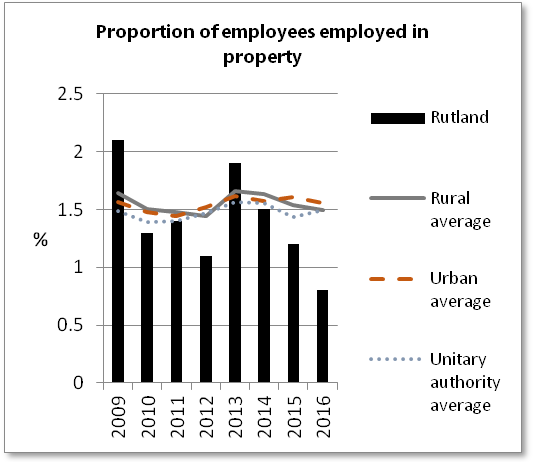 Proportion of employees employed in
property
2.5
2
1.5
1
0.5
0
%
2009
2010
2011
2012
2013
2014
2015
2016
Rutland
Rural
average
Urban
average
Unitary
authority
average